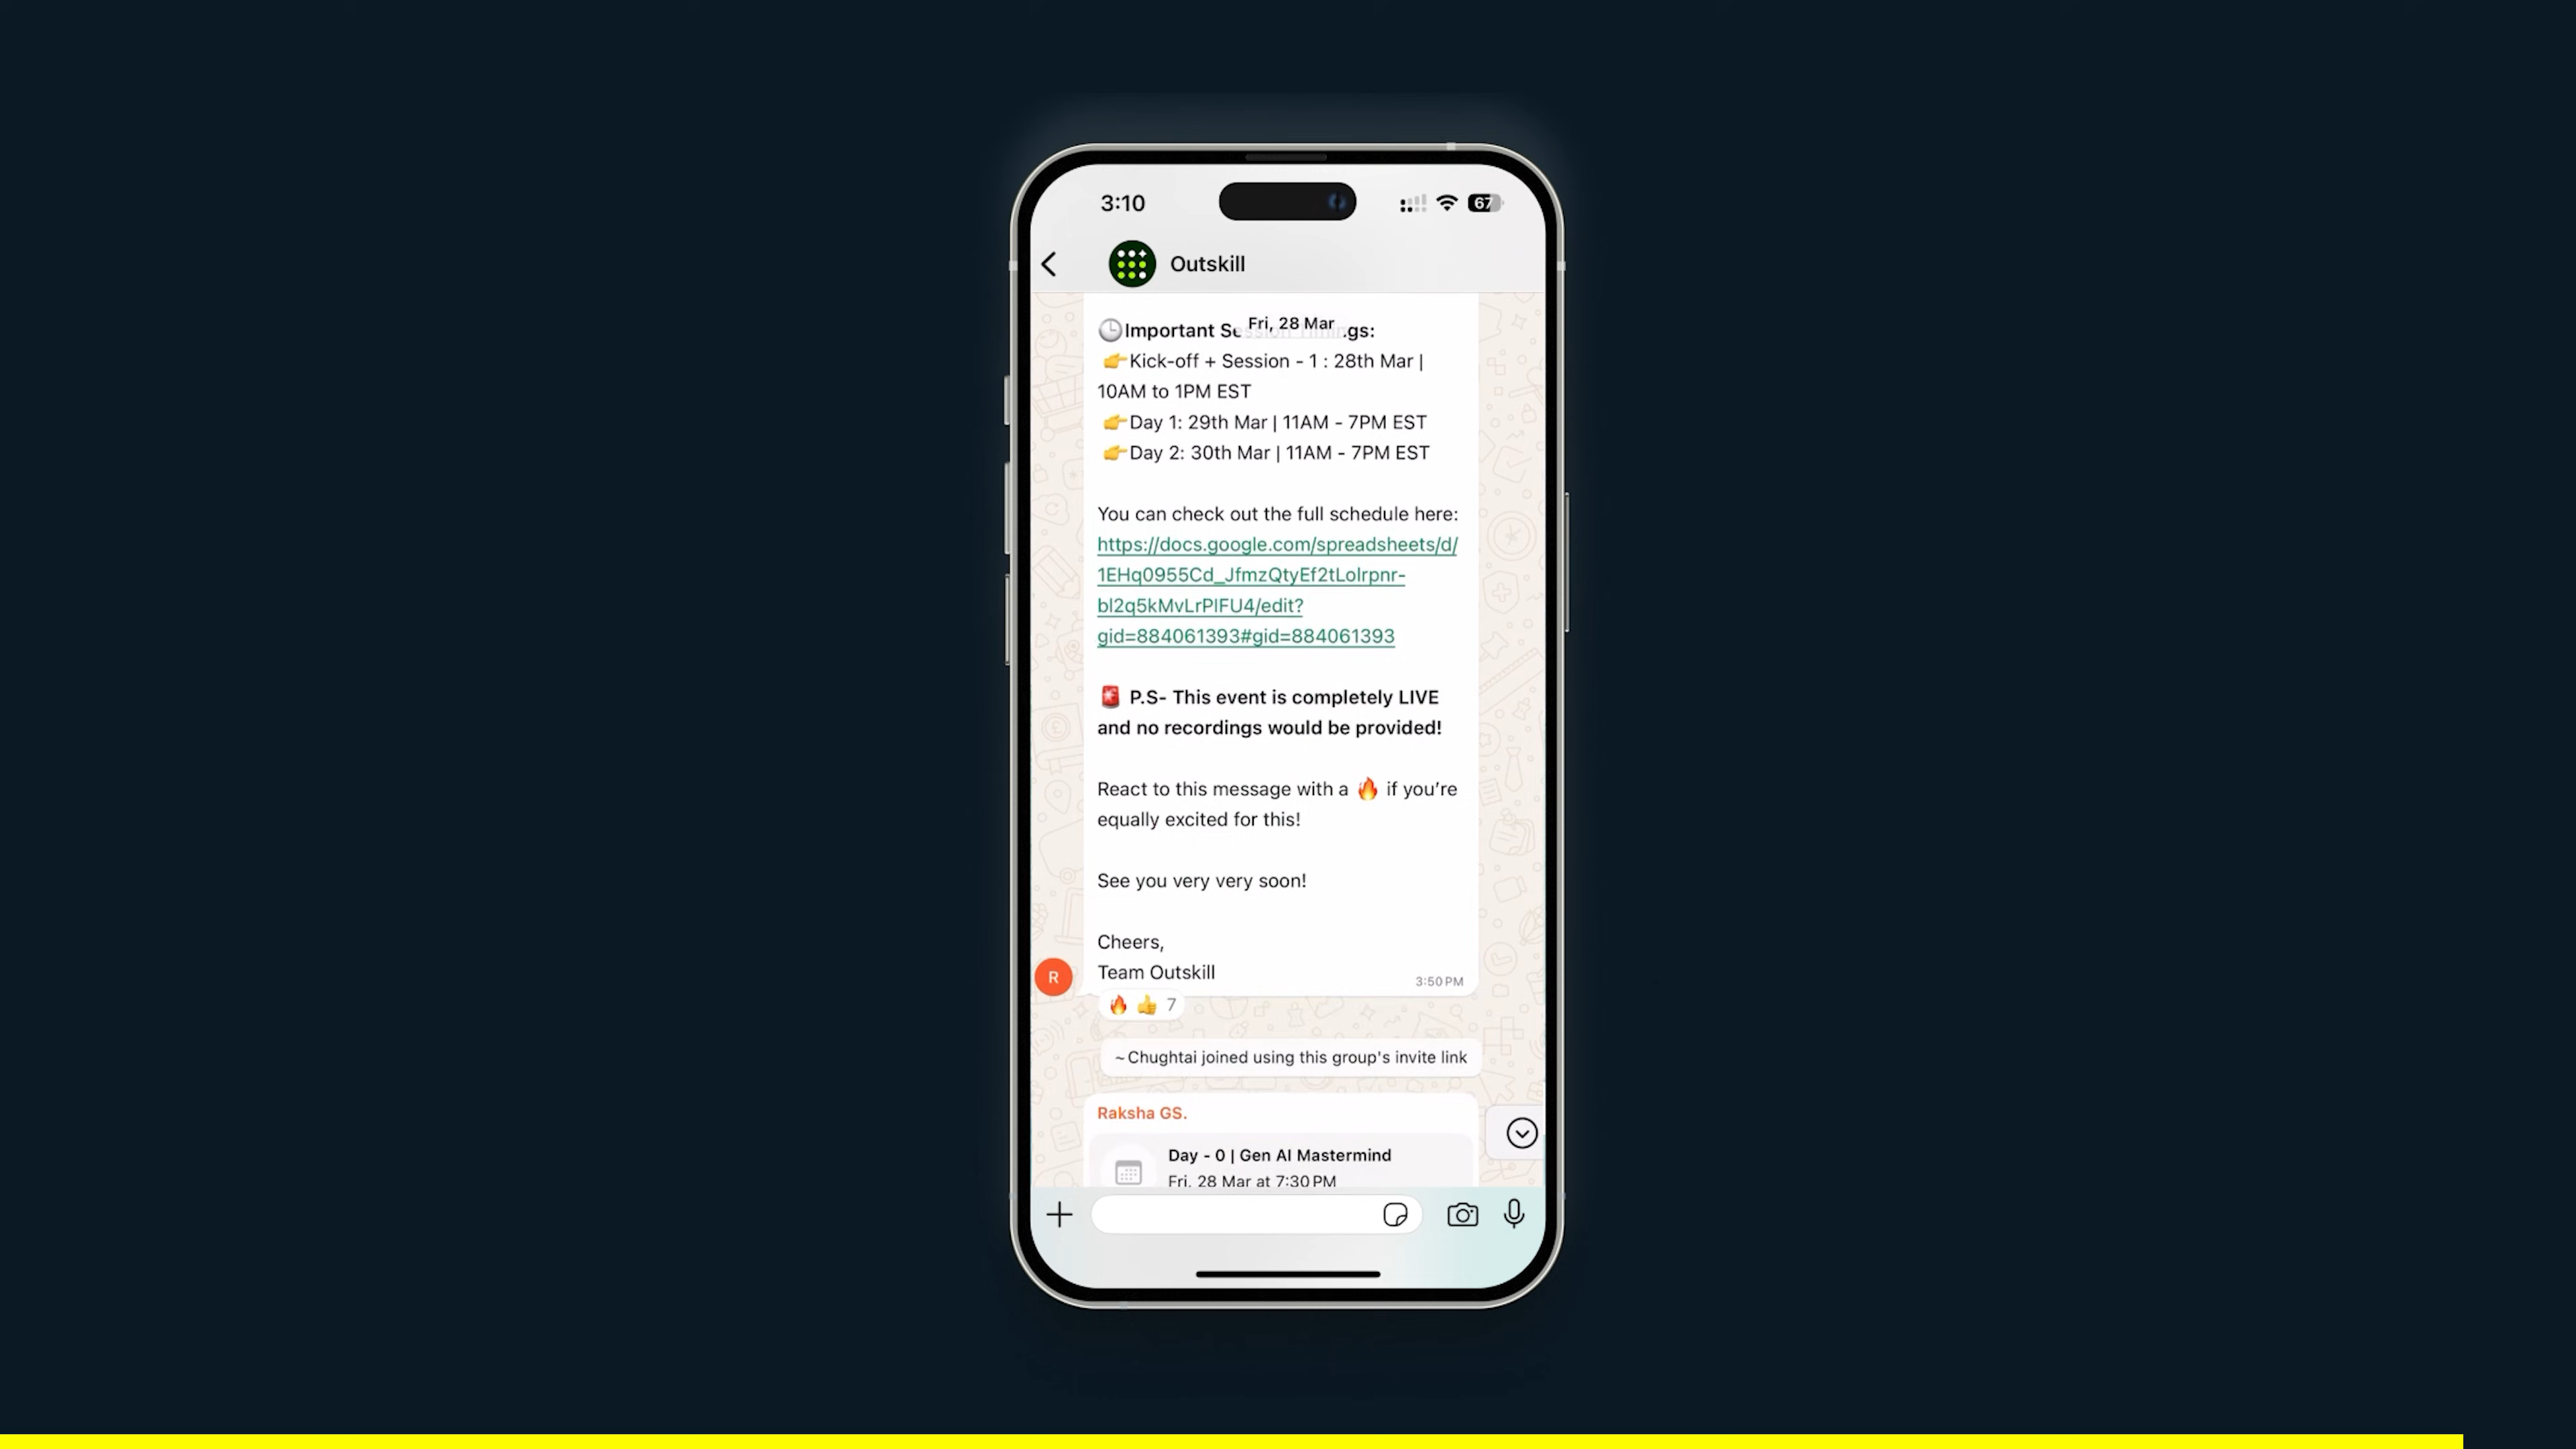 3:10
67
Outskill
Fri, 28 Mar
Important Session Timings:
👉Kick-off + Session - 1 : 28th Mar |
10AM to 1PM EST
👉Day 1: 29th Mar | 11AM - 7PM EST
👉Day 2: 30th Mar | 11AM - 7PM EST
You can check out the full schedule here:
https://docs.google.com/spreadsheets/d/
1EHq0955Cd_JfmzQtyEf2tLolrpnr-
bl2q5kMvLrPIFU4/edit?
gid=884061393#gid=884061393
🚨 P.S- This event is completely LIVE
and no recordings would be provided!
React to this message with a 🔥 if you're
equally excited for this!
See you very very soon!
Cheers,
Team Outskill
3:50 PM
R
🔥 👍 7
~ Chughtai joined using this group's invite link
Raksha GS.
Day - 0 | Gen AI Mastermind
Fri, 28 Mar at 7:30 PM